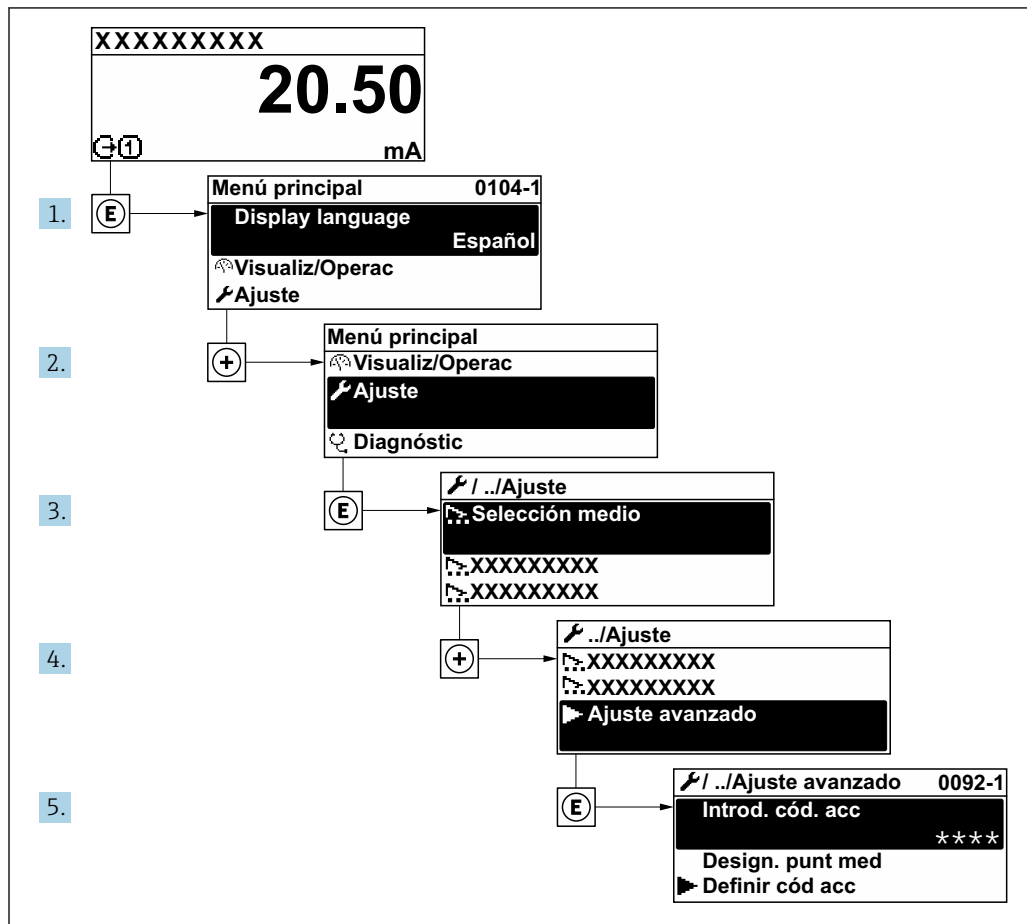 XXXXXXXXX
20.50
1 mA
1. E
Menú principal 0104-1
Display language
Español
Visualiz/Operac
Ajuste
2. +
Menú principal
Visualiz/Operac
Ajuste
Diagnóstic
3. E
/ ../Ajuste
Selección medio
XXXXXXXXX
XXXXXXXXX
4. +
../Ajuste
XXXXXXXXX
XXXXXXXXX
Ajuste avanzado
5. E
/ ../Ajuste avanzado 0092-1
Introd. cód. acc
****
Design. punt med
Definir cód acc